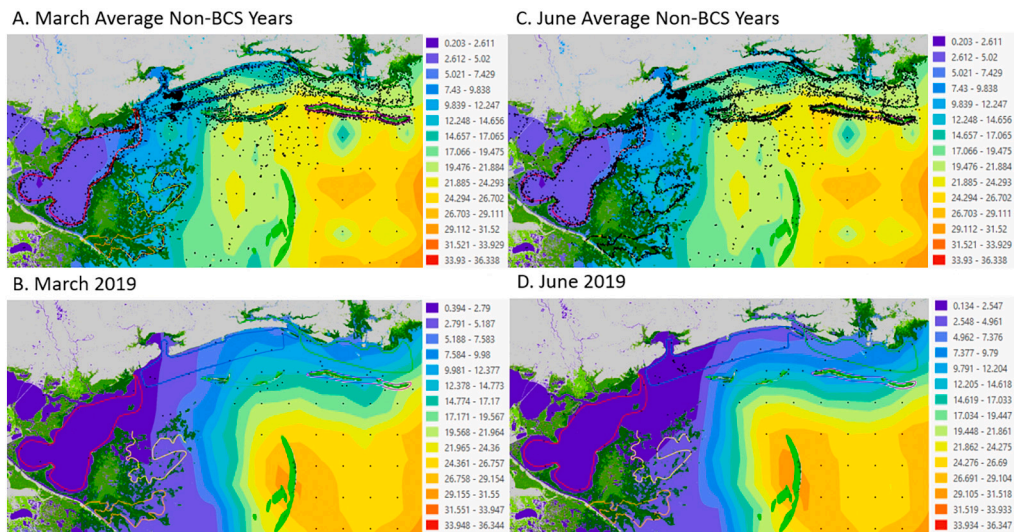 A. March Average Non-BCS Years
0.203 - 2.611
2.612 - 5.02
5.021 - 7.429
7.43 - 9.838
9.839 - 12.247
12.248 - 14.656
14.657 - 17.065
17.066 - 19.475
19.476 - 21.884
21.885 - 24.293
24.294 - 26.702
26.703 - 29.111
29.112 - 31.52
31.521 - 33.929
33.93 - 36.338
C. June Average Non-BCS Years
0.203 - 2.611
2.612 - 5.02
5.021 - 7.429
7.43 - 9.838
9.839 - 12.247
12.248 - 14.656
14.657 - 17.065
17.066 - 19.475
19.476 - 21.884
21.885 - 24.293
24.294 - 26.702
26.703 - 29.111
29.112 - 31.52
31.521 - 33.929
33.93 - 36.338
B. March 2019
0.394 - 2.79
2.791 - 5.187
5.188 - 7.583
7.584 - 9.98
9.981 - 12.377
12.378 - 14.773
14.774 - 17.17
17.171 - 19.567
19.568 - 21.964
21.965 - 24.36
24.361 - 26.757
26.758 - 29.154
29.155 - 31.55
31.551 - 33.947
33.948 - 36.344
D. June 2019
0.134 - 2.547
2.548 - 4.961
4.962 - 7.376
7.377 - 9.79
9.791 - 12.204
12.205 - 14.618
14.619 - 17.033
17.034 - 19.447
19.448 - 21.861
21.862 - 24.275
24.276 - 26.69
26.691 - 29.104
29.105 - 31.518
31.519 - 33.933
33.934 - 36.347